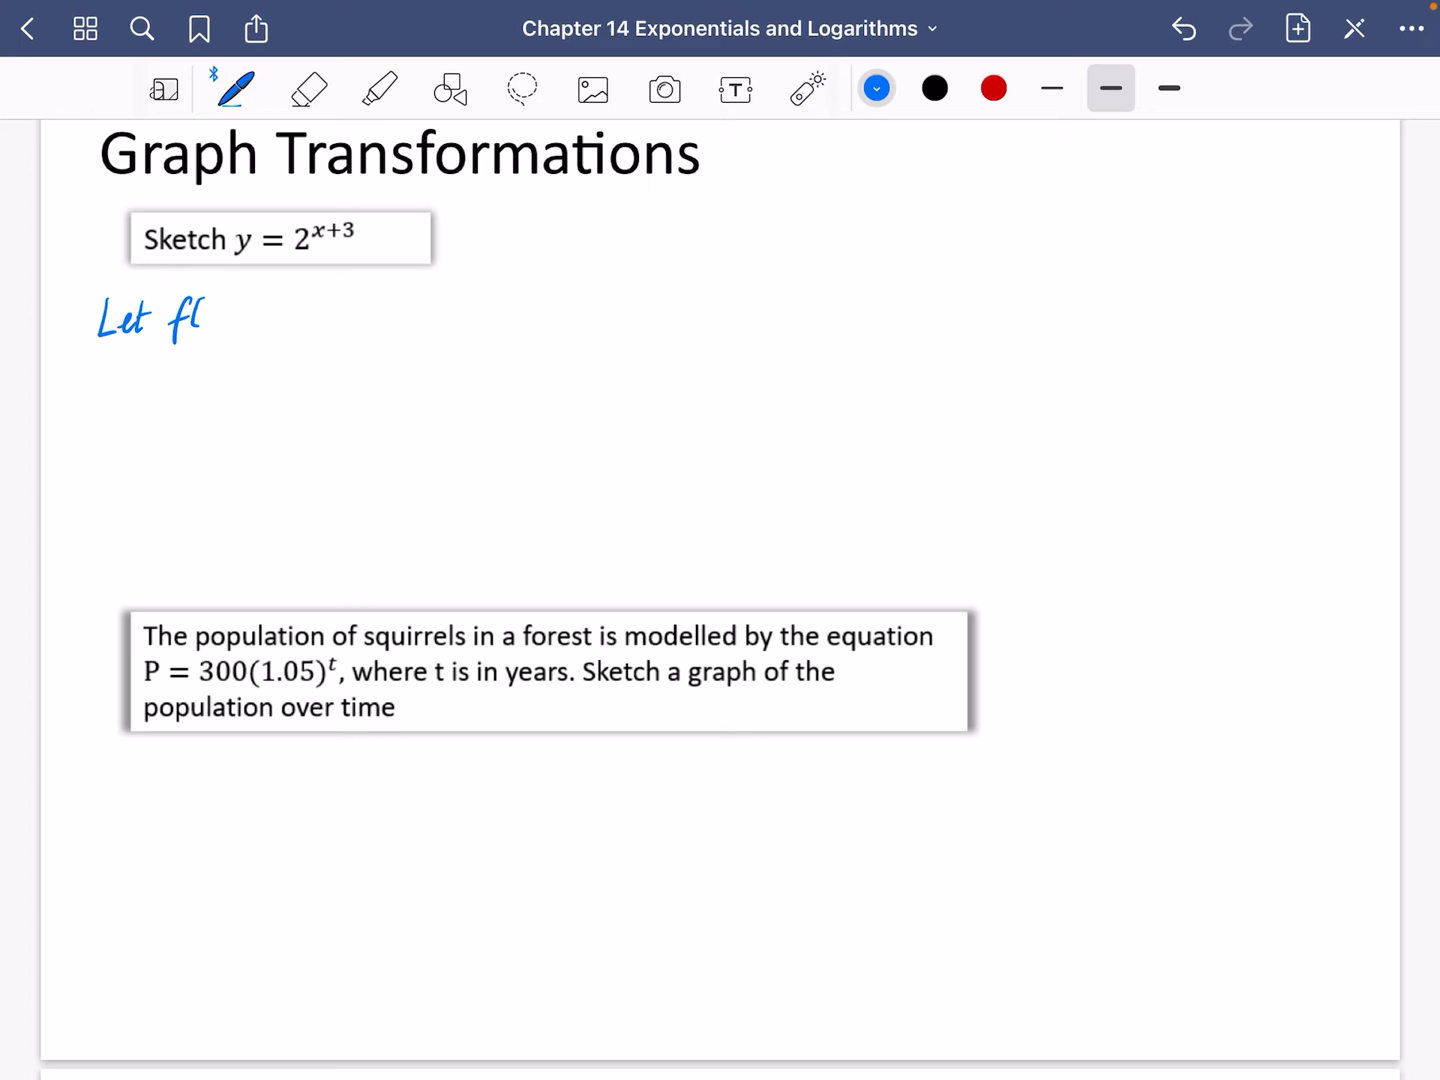 Chapter 14 Exponentials and Logarithms
Graph Transformations
Sketch y = 2^{x+3}
Let f(
The population of squirrels in a forest is modelled by the equation
P = 300(1.05)^t, where t is in years. Sketch a graph of the
population over time